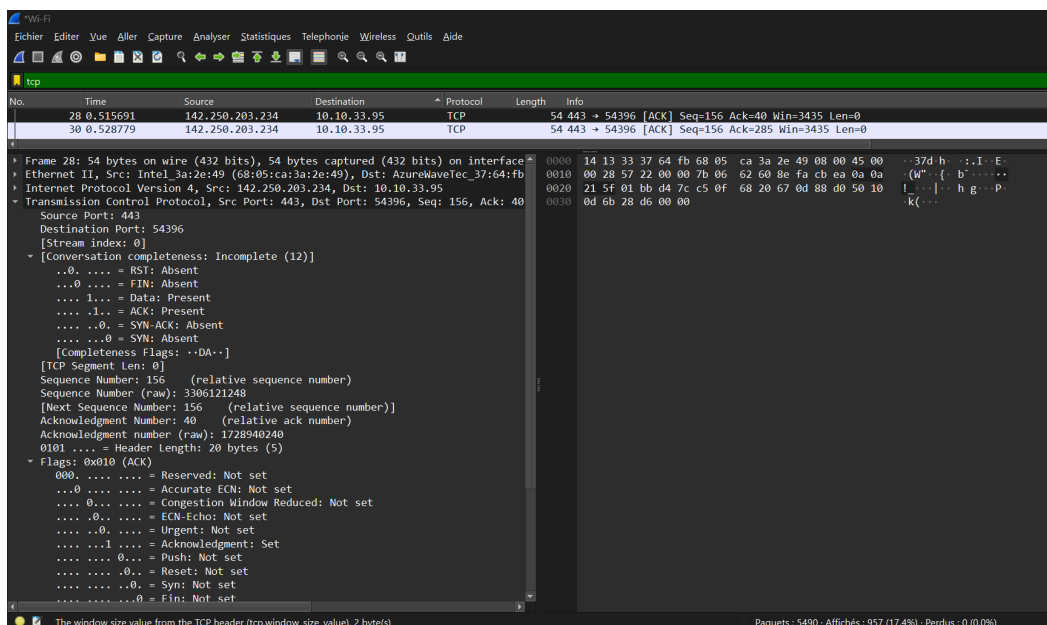 *Wi-Fi
Fichier Editer Vue Aller Capture Analyser Statistiques Telephonie Wireless Outils Aide
tcp
No. Time Source Destination Protocol Length Info
28 0.515691 142.250.203.234 10.10.33.95 TCP 54 443 → 54396 [ACK] Seq=156 Ack=40 Win=3435 Len=0
30 0.528779 142.250.203.234 10.10.33.95 TCP 54 443 → 54396 [ACK] Seq=156 Ack=285 Win=3435 Len=0
Frame 28: 54 bytes on wire (432 bits), 54 bytes captured (432 bits) on interface
Ethernet II, Src: Intel_3a:2e:49 (68:05:ca:3a:2e:49), Dst: AzureWaveTec_37:64:fb
Internet Protocol Version 4, Src: 142.250.203.234, Dst: 10.10.33.95
Transmission Control Protocol, Src Port: 443, Dst Port: 54396, Seq: 156, Ack: 40
Source Port: 443
Destination Port: 54396
[Stream index: 0]
[Conversation completeness: Incomplete (12)]
..0. .... = RST: Absent
...0 .... = FIN: Absent
.... 1... = Data: Present
.... .1.. = ACK: Present
.... ..0. = SYN-ACK: Absent
.... ...0 = SYN: Absent
[Completeness Flags: ··DA··]
[TCP Segment Len: 0]
Sequence Number: 156 (relative sequence number)
Sequence Number (raw): 3306121248
[Next Sequence Number: 156 (relative sequence number)]
Acknowledgment Number: 40 (relative ack number)
Acknowledgment number (raw): 1728940240
0101 .... = Header Length: 20 bytes (5)
Flags: 0x010 (ACK)
000. .... .... = Reserved: Not set
...0 .... .... = Accurate ECN: Not set
.... 0... .... = Congestion Window Reduced: Not set
.... .0.. .... = ECN-Echo: Not set
.... ..0. .... = Urgent: Not set
.... ...1 .... = Acknowledgment: Set
.... .... 0... = Push: Not set
.... .... .0.. = Reset: Not set
.... .... ..0. = Syn: Not set
.... .... ...0 = Fin: Not set
0000 14 13 33 37 64 fb 68 05 ca 3a 2e 49 08 00 45 00 ··37d·h· ·:.I··E·
0010 00 28 57 22 00 00 7b 06 62 60 8e fa cb ea 0a 0a ·(W"··{· b`······
0020 21 5f 01 bb d4 7c c5 0f 68 20 67 0d 88 d0 50 10 !_···|·· h g···P·
0030 0d 6b 28 d6 00 00 ·k(···
The window size value from the TCP header (tcp.window_size_value), 2 byte(s)
Paquets : 5490 · Affichés : 957 (17.4%) · Perdus : 0 (0.0%)